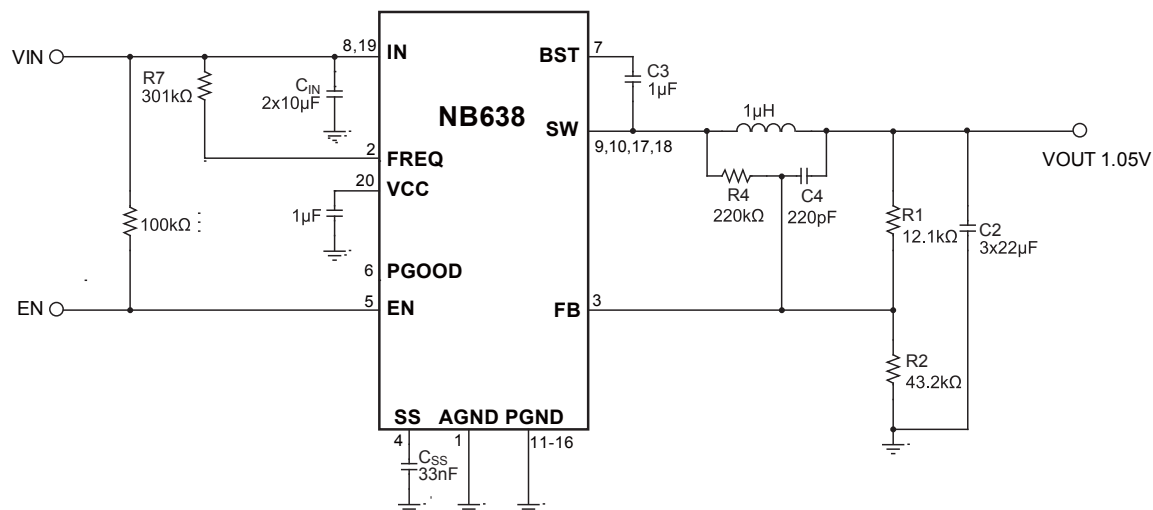 VIN
8,19
IN
R7
301kΩ
CIN
2x10µF
NB638
BST
7
C3
1µF
1µH
SW
9,10,17,18
VOUT 1.05V
2
FREQ
20
VCC
1µF
R4
220kΩ
C4
220pF
R1
12.1kΩ
C2
3x22µF
100kΩ
6
PGOOD
EN
5
EN
FB
3
R2
43.2kΩ
SS
AGND
PGND
4
1
11-16
CSS
33nF